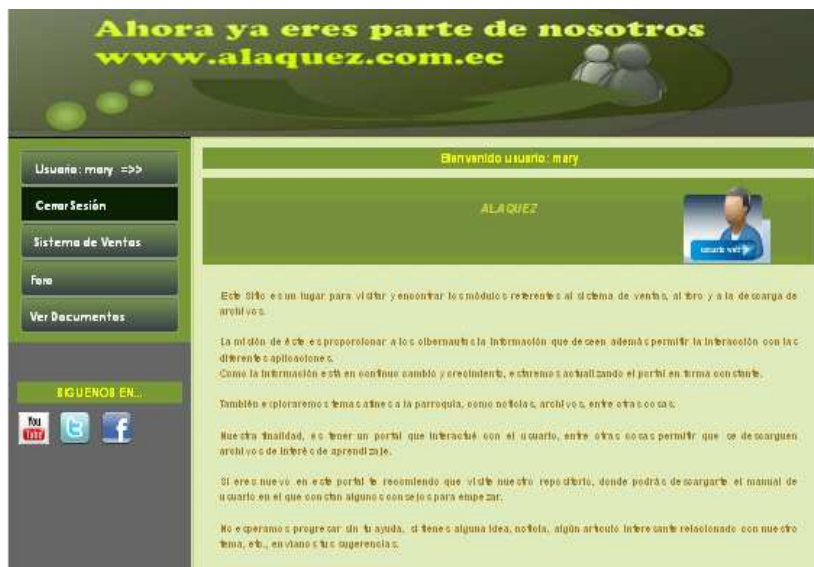 Ahora ya eres parte de nosotros
www.alaquez.com.ec
Usuario: mary =>>
Cerrar Sesión
Sistema de Ventas
Foro
Ver Documentos
SIGUENOS EN...
You
Tube
Bienvenido usuario: mary
ALAQUEZ
usuario web
Este Sitio es un lugar para visitar y encontrar los módulos referentes al sistema de ventas, al foro y a la descarga de
archivos.
La misión de éste es proporcionar a los cibernautas la información que deseen además permitir la interacción con las
diferentes aplicaciones.
Como la información está en continuo cambio y crecimiento, estaremos actualizando el portal en forma constante.
También exploraremos temas afines a la parroquia, como noticias, archivos, entre otras cosas.
Nuestra finalidad, es tener un portal que interactué con el usuario, entre otras cosas permitir que se descarguen
archivos de interés de aprendizaje.
Si eres nuevo en este portal te recomiendo que visite nuestro repositorio, donde podrás descargarte el manual de
usuario en el que constan algunos consejos para empezar.
No esperamos progresar sin tu ayuda, si tienes alguna idea, noticia, algún articulo interesante relacionado con nuestro
tema, etc., envíanos tus sugerencias.